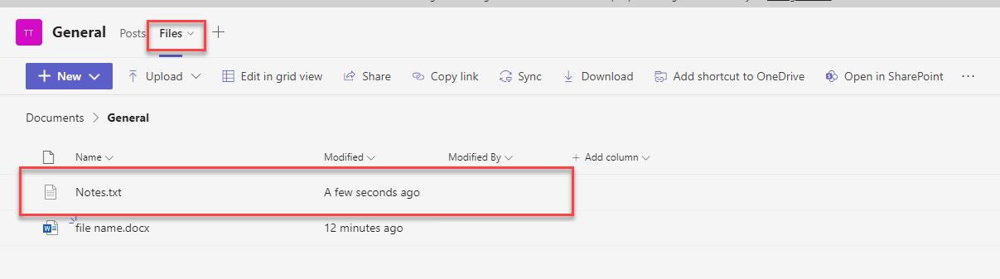 TT General Posts Files
New Upload Edit in grid view Share Copy link Sync Download Add shortcut to OneDrive Open in SharePoint ...
Documents > General
Name Modified Modified By + Add column
Notes.txt A few seconds ago
file name.docx 12 minutes ago